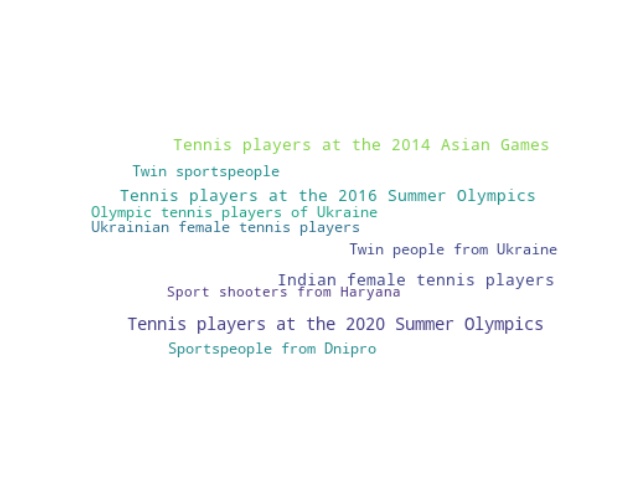 Tennis players at the 2014 Asian Games
Twin sportspeople
Tennis players at the 2016 Summer Olympics
Olympic tennis players of Ukraine
Ukrainian female tennis players
Twin people from Ukraine
Indian female tennis players
Sport shooters from Haryana
Tennis players at the 2020 Summer Olympics
Sportspeople from Dnipro